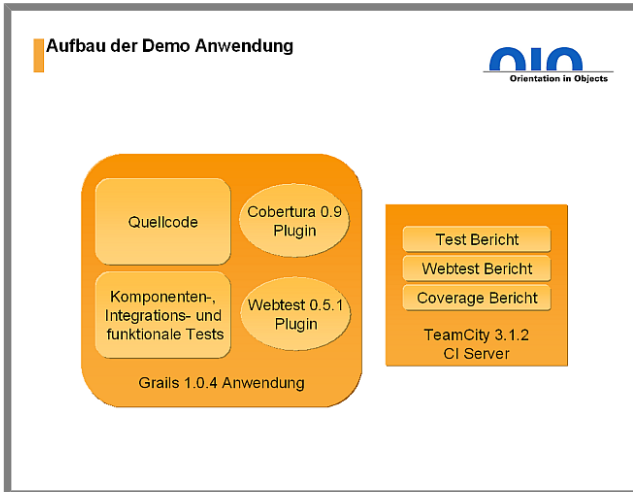 Aufbau der Demo Anwendung
OIO
Orientation in Objects
Quellcode
Cobertura 0.9
Plugin
Komponenten-,
Integrations- und
funktionale Tests
Webtest 0.5.1
Plugin
Grails 1.0.4 Anwendung
Test Bericht
Webtest Bericht
Coverage Bericht
TeamCity 3.1.2
CI Server